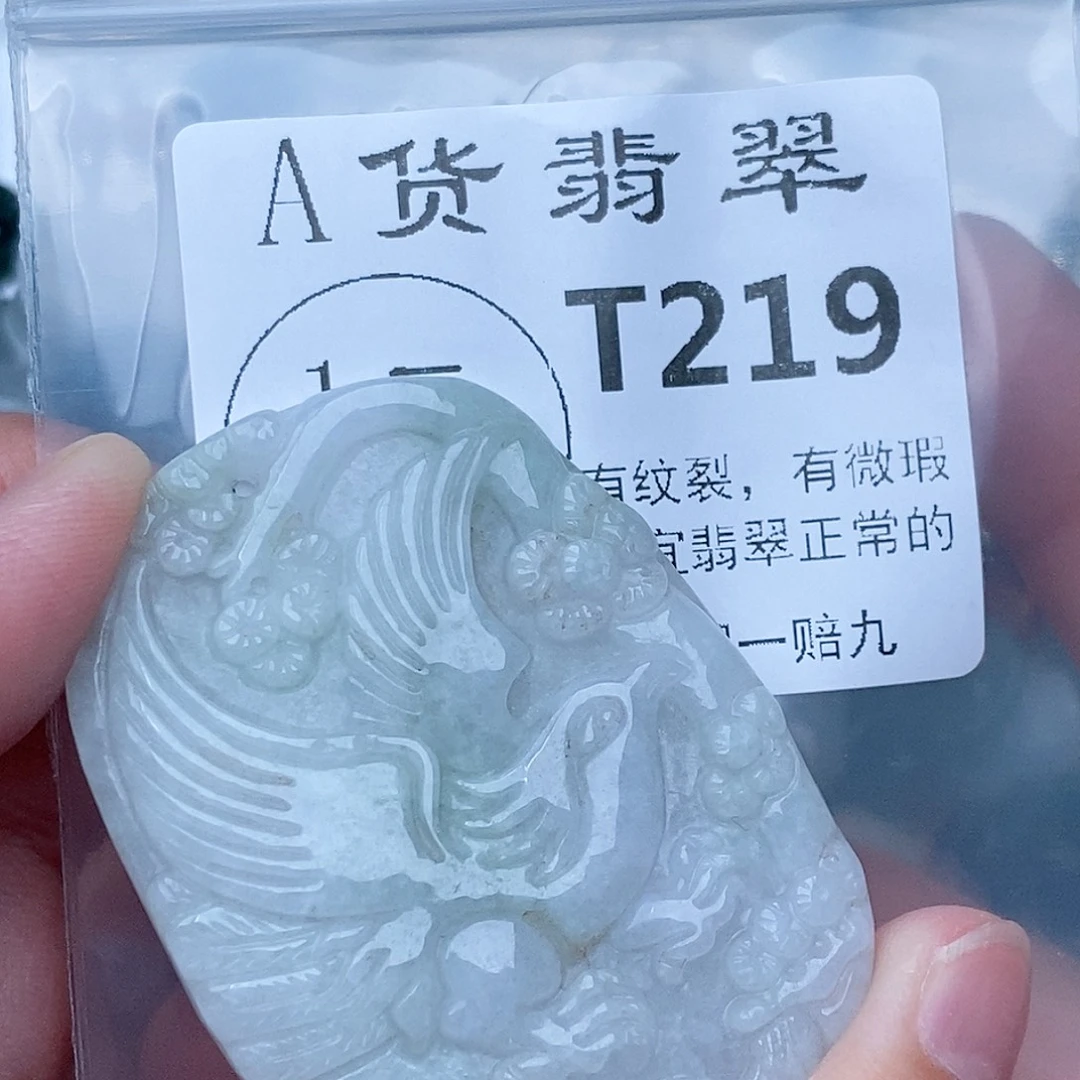 A货翡翠
T219
有纹裂，有微瑕
宜翡翠正常的
一赔九